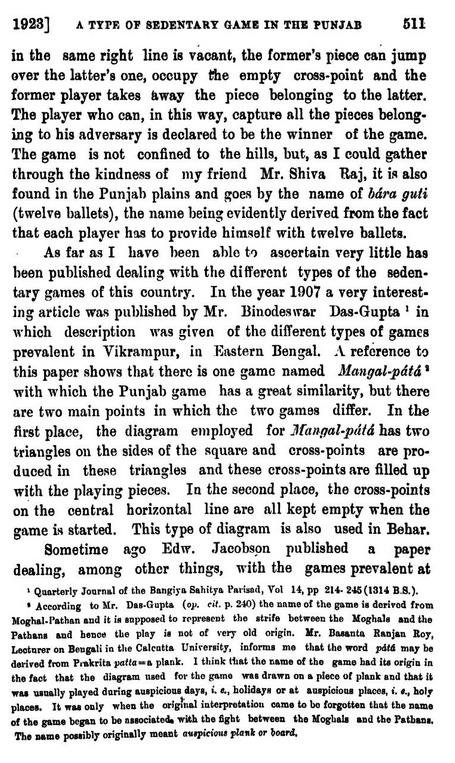 1923] A TYPE OF SEDENTARY GAME IN THE PUNJAB 511
in the same right line is vacant, the former's piece can jump
over the latter's one, occupy the empty cross-point and the
former player takes away the piece belonging to the latter.
The player who can, in this way, capture all the pieces belong-
ing to his adversary is declared to be the winner of the game.
The game is not confined to the hills, but, as I could gather
through the kindness of my friend Mr. Shiva Raj, it is also
found in the Punjab plains and goes by the name of bára guti
(twelve ballets), the name being evidently derived from the fact
that each player has to provide himself with twelve ballets.
As far as I have been able to ascertain very little has
been published dealing with the different types of the seden-
tary games of this country. In the year 1907 a very interest-
ing article was published by Mr. Binodeswar Das-Gupta ¹ in
which description was given of the different types of games
prevalent in Vikrampur, in Eastern Bengal. A reference to
this paper shows that there is one game named Mangal-pátá ²
with which the Punjab game has a great similarity, but there
are two main points in which the two games differ. In the
first place, the diagram employed for Mangal-pátá has two
triangles on the sides of the square and cross-points are pro-
duced in these triangles and these cross-points are filled up
with the playing pieces. In the second place, the cross-points
on the central horizontal line are all kept empty when the
game is started. This type of diagram is also used in Behar.
Sometime ago Edw. Jacobson published a paper
dealing, among other things, with the games prevalent at
¹ Quarterly Journal of the Bangiya Sahitya Parisad, Vol 14, pp 214-245 (1314 B.S.).
² According to Mr. Das-Gupta (op. cit. p. 240) the name of the game is derived from
Moghal-Pathan and it is supposed to represent the strife between the Moghals and the
Pathans and hence the play is not of very old origin. Mr. Basanta Ranjan Roy,
Lecturer on Bengali in the Calcutta University, informs me that the word pátá may be
derived from Prakrita patta=a plank. I think that the name of the game had its origin in
the fact that the diagram used for the game was drawn on a piece of plank and that it
was usually played during auspicious days, i. e., holidays or at auspicious places, i. e., holy
places. It was only when the original interpretation came to be forgotten that the name
of the game began to be associated with the fight between the Moghals and the Pathans.
The name possibly originally meant auspicious plank or board.